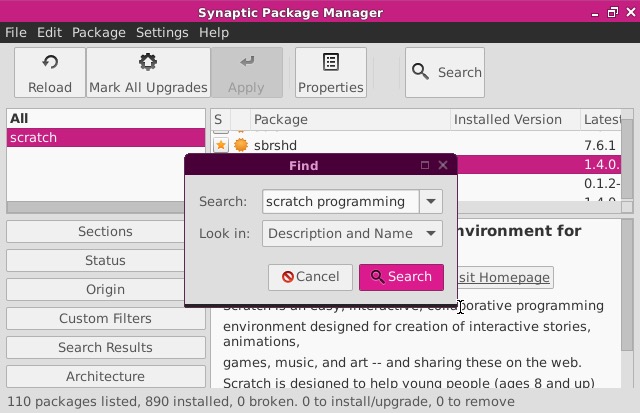 Synaptic Package Manager
File Edit Package Settings Help
Reload
Mark All Upgrades
Apply
Properties
Search
All
scratch
S Package Installed Version Latest
sbrshd 7.6.1
1.4.0.
0.1.2-
Find
Search: scratch programming
Look in: Description and Name
Cancel Search
Sections
Status
Origin
Custom Filters
Search Results
Architecture
nvironment for
sit Homepage
Scratch is an easy, interactive, collaborative programming
environment designed for creation of interactive stories,
animations,
games, music, and art -- and sharing these on the web.
Scratch is designed to help young people (ages 8 and up)
110 packages listed, 890 installed, 0 broken. 0 to install/upgrade, 0 to remove